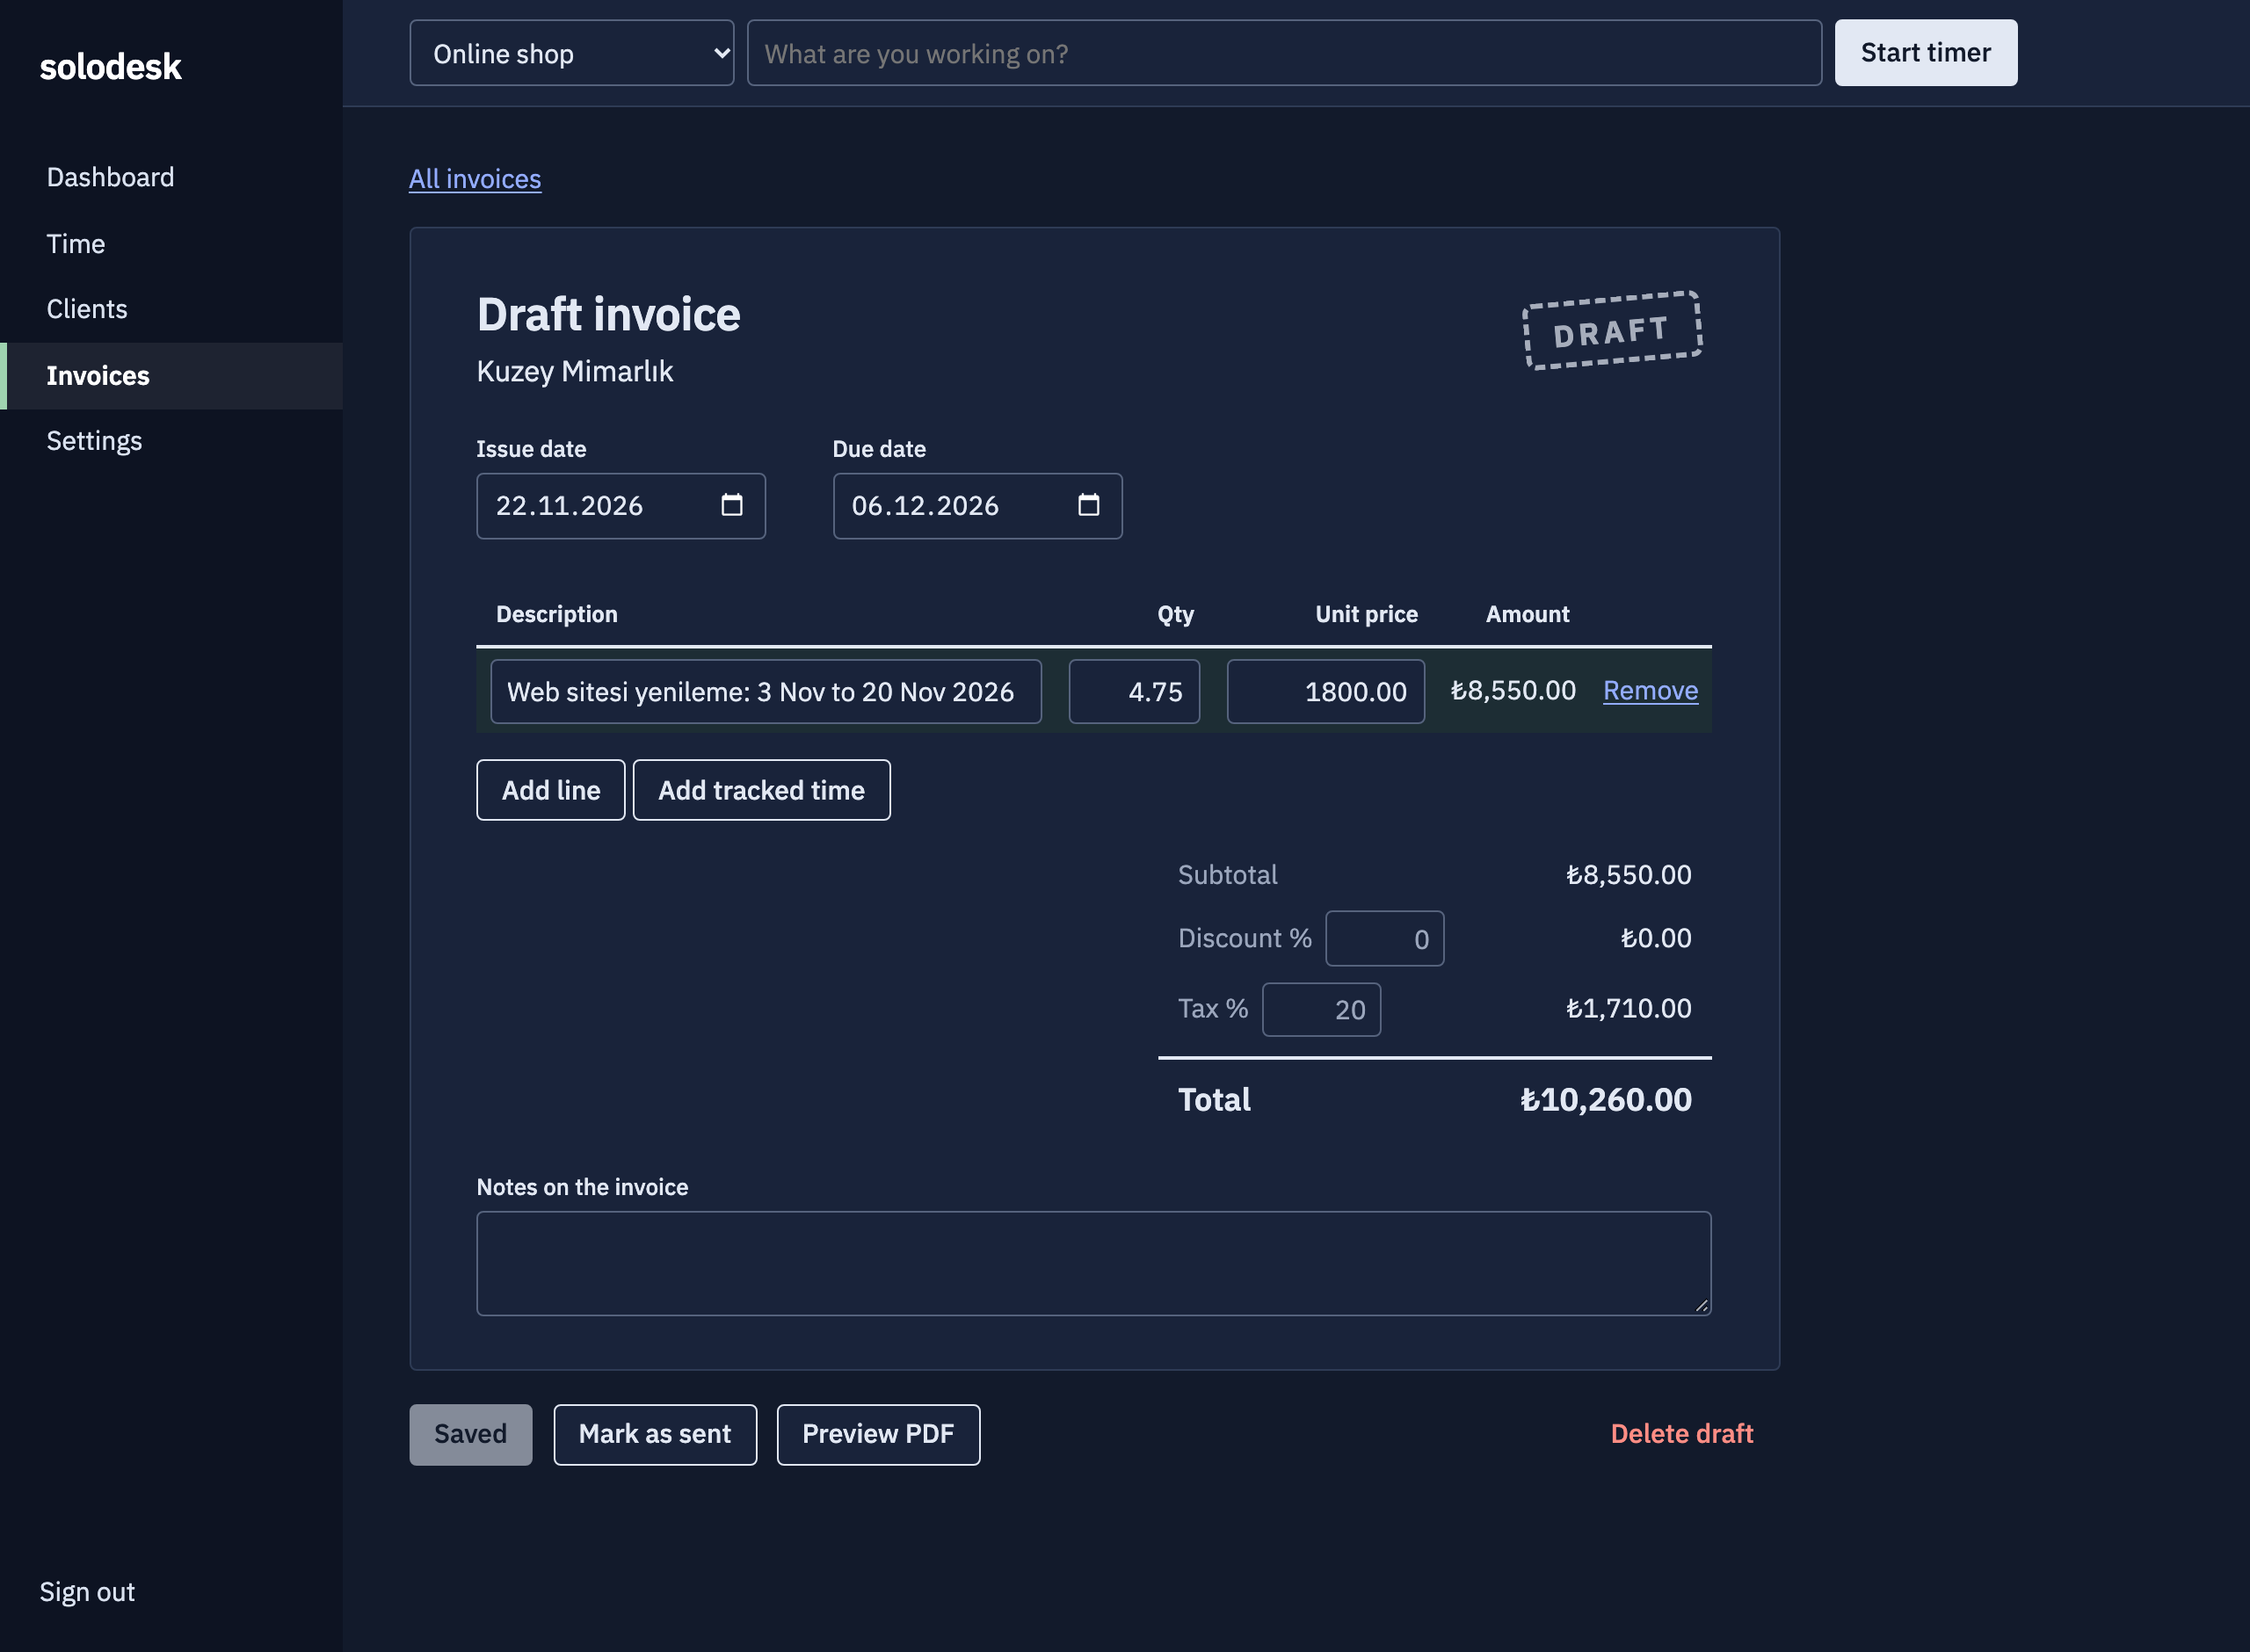 solodesk
Online shop
What are you working on?
Start timer
Dashboard
Time
Clients
Invoices
Settings
Sign out
All invoices
Draft invoice
DRAFT
Kuzey Mimarlık
Issue date Due date
22.11.2026 06.12.2026
Description Qty Unit price Amount
Web sitesi yenileme: 3 Nov to 20 Nov 2026 4.75 1800.00 ₺8,550.00 Remove
Add line Add tracked time
Subtotal ₺8,550.00
Discount % 0 ₺0.00
Tax % 20 ₺1,710.00
Total ₺10,260.00
Notes on the invoice
Saved Mark as sent Preview PDF Delete draft